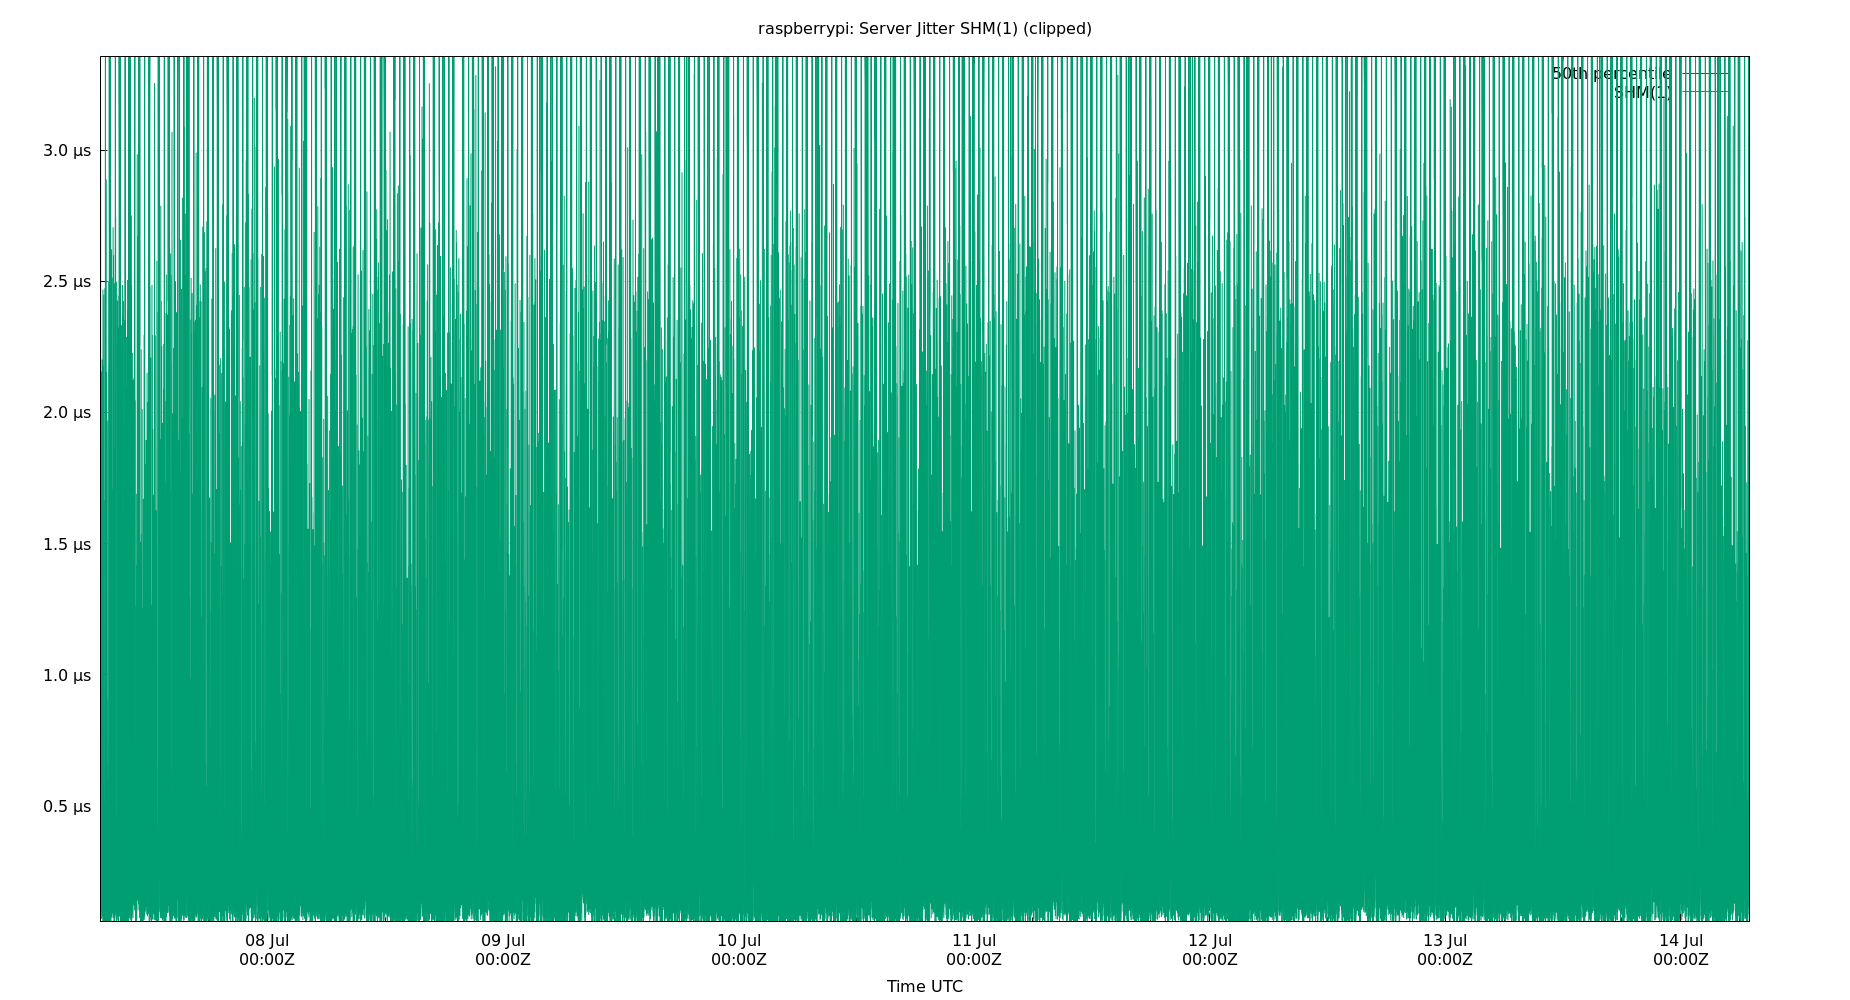 raspberrypi: Server Jitter SHM(1) (clipped)
50th percentile
SHM(1)
3.0 µs
2.5 µs
2.0 µs
1.5 µs
1.0 µs
0.5 µs
08 Jul 09 Jul 10 Jul 11 Jul 12 Jul 13 Jul 14 Jul
00:00Z 00:00Z 00:00Z 00:00Z 00:00Z 00:00Z 00:00Z
Time UTC